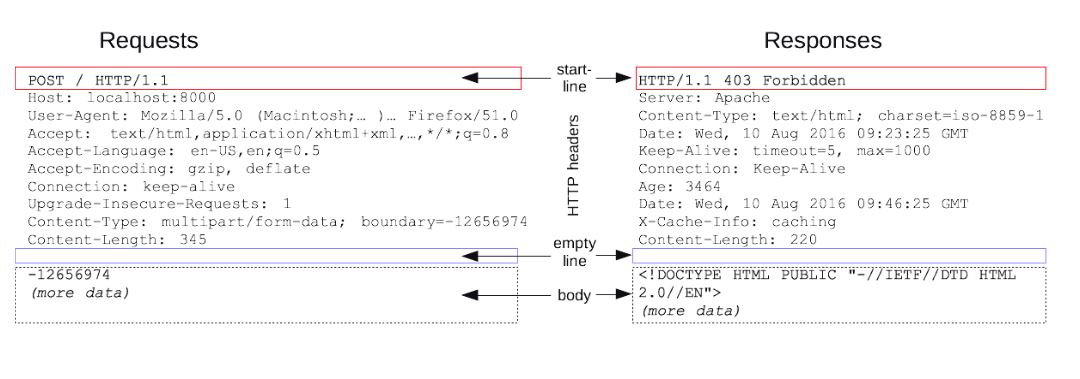 Requests
POST / HTTP/1.1
Host: localhost:8000
User-Agent: Mozilla/5.0 (Macintosh;… )… Firefox/51.0
Accept: text/html,application/xhtml+xml,…,*/*;q=0.8
Accept-Language: en-US,en;q=0.5
Accept-Encoding: gzip, deflate
Connection: keep-alive
Upgrade-Insecure-Requests: 1
Content-Type: multipart/form-data; boundary=-12656974
Content-Length: 345
-12656974
(more data)
start-
line
HTTP headers
empty
line
body
Responses
HTTP/1.1 403 Forbidden
Server: Apache
Content-Type: text/html; charset=iso-8859-1
Date: Wed, 10 Aug 2016 09:23:25 GMT
Keep-Alive: timeout=5, max=1000
Connection: Keep-Alive
Age: 3464
Date: Wed, 10 Aug 2016 09:46:25 GMT
X-Cache-Info: caching
Content-Length: 220
<!DOCTYPE HTML PUBLIC "-//IETF//DTD HTML
2.0//EN">
(more data)